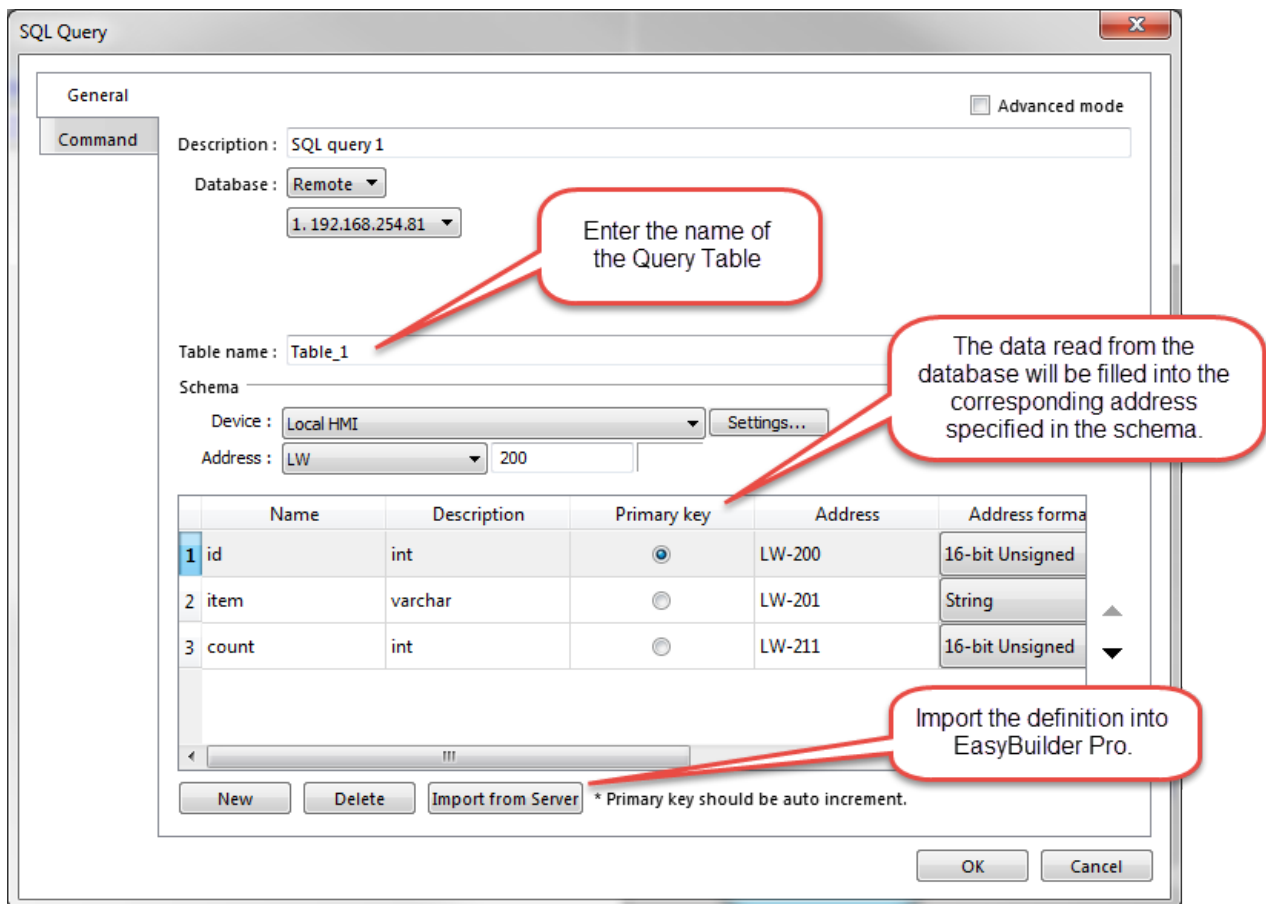 SQL Query
X
General
Advanced mode
Command
Description : SQL query 1
Database : Remote
1. 192.168.254.81
Enter the name of
the Query Table
Table name : Table_1
The data read from the
database will be filled into the
corresponding address
specified in the schema.
Schema
Device : Local HMI Settings...
Address : LW 200
Name Description Primary key Address Address forma
1 id int LW-200 16-bit Unsigned
2 item varchar LW-201 String
3 count int LW-211 16-bit Unsigned
Import the definition into
EasyBuilder Pro.
New Delete Import from Server * Primary key should be auto increment.
OK Cancel